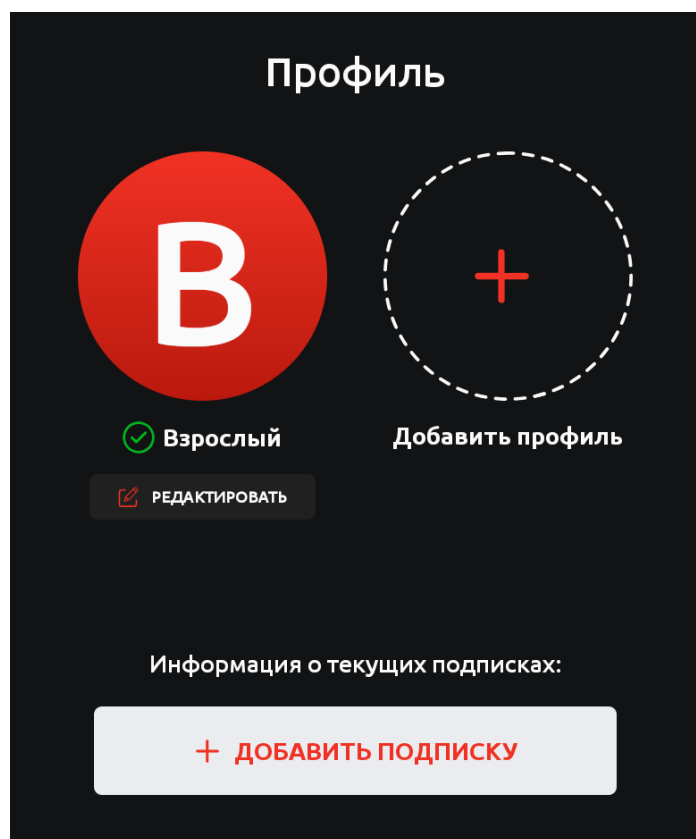 Профиль
В
Взрослый
Добавить профиль
РЕДАКТИРОВАТЬ
Информация о текущих подписках:
+ ДОБАВИТЬ ПОДПИСКУ